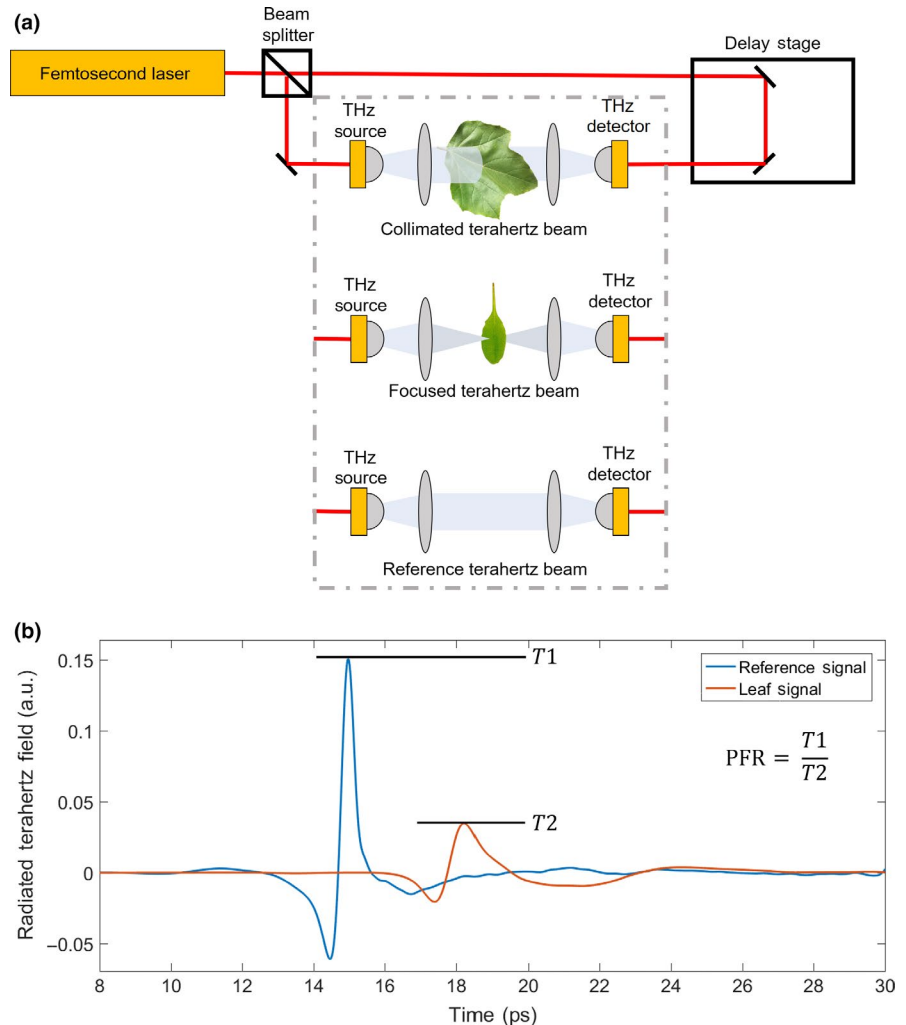 (a)
Beam
splitter
Femtosecond laser
Delay stage
THz
source
THz
detector
Collimated terahertz beam
THz
source
THz
detector
Focused terahertz beam
THz
source
THz
detector
Reference terahertz beam
(b)
Radiated terahertz field (a.u.)
0.15
0.1
0.05
0
−0.05
T1
T2
Reference signal
Leaf signal
PFR = T1
T2
8 10 12 14 16 18 20 22 24 26 28 30
Time (ps)